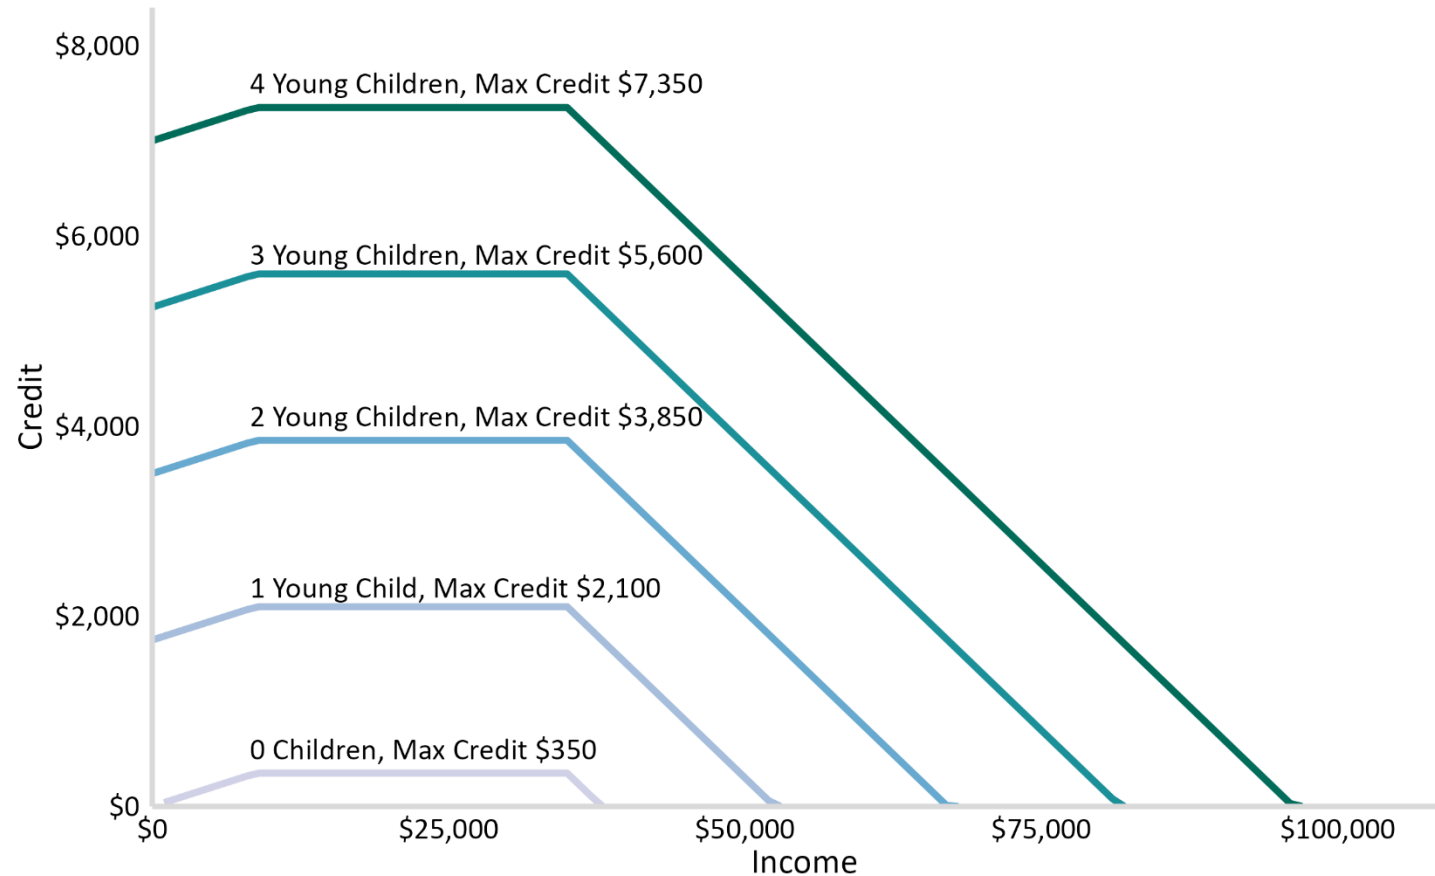 $8,000
4 Young Children, Max Credit $7,350
$6,000
3 Young Children, Max Credit $5,600
Credit
$4,000
2 Young Children, Max Credit $3,850
1 Young Child, Max Credit $2,100
$2,000
0 Children, Max Credit $350
$0
$0 $25,000 $50,000 $75,000 $100,000
Income